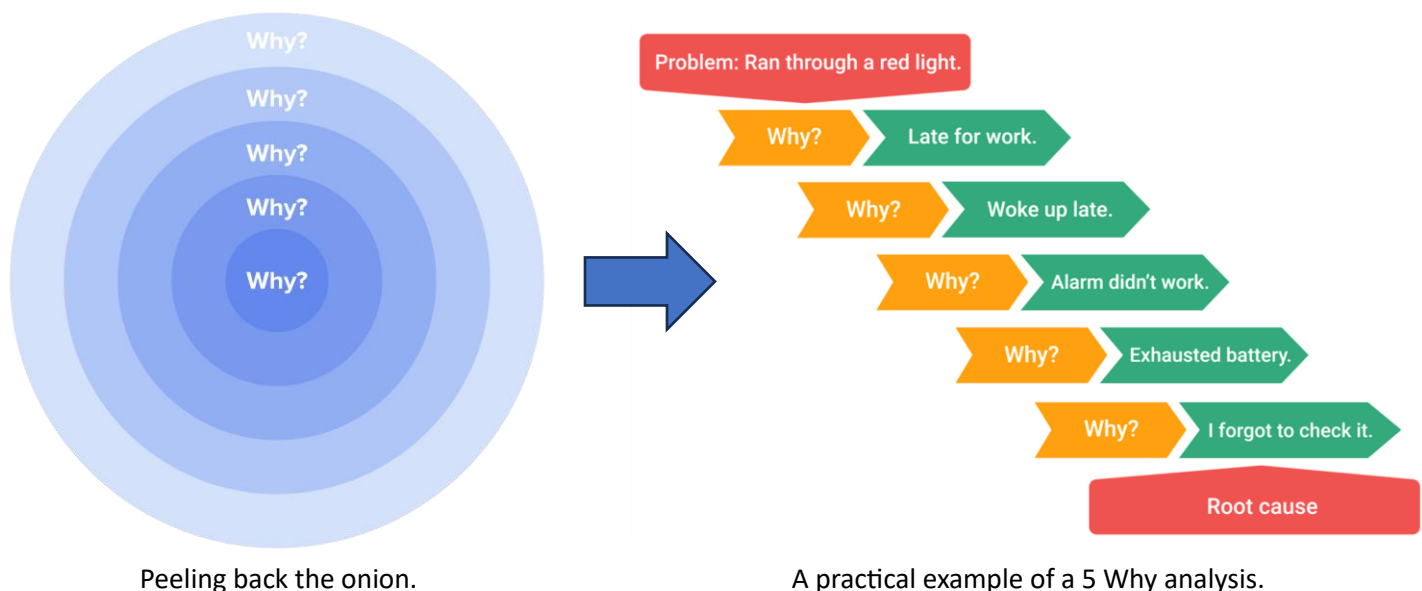 Why?
Why?
Why?
Why?
Why?
Peeling back the onion.
Problem: Ran through a red light.
Why? Late for work.
Why? Woke up late.
Why? Alarm didn’t work.
Why? Exhausted battery.
Why? I forgot to check it.
Root cause
A practical example of a 5 Why analysis.